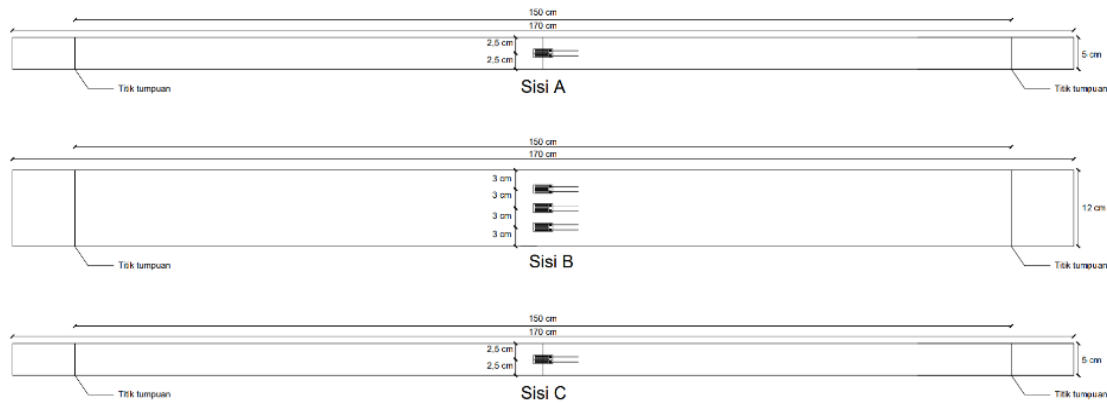 150 cm
170 cm
2,5 cm
2,5 cm
5 cm
Titik tumpuan
Sisi A
Titik tumpuan
150 cm
170 cm
3 cm
3 cm
3 cm
3 cm
12 cm
Titik tumpuan
Sisi B
Titik tumpuan
150 cm
170 cm
2,5 cm
2,5 cm
5 cm
Titik tumpuan
Sisi C
Titik tumpuan